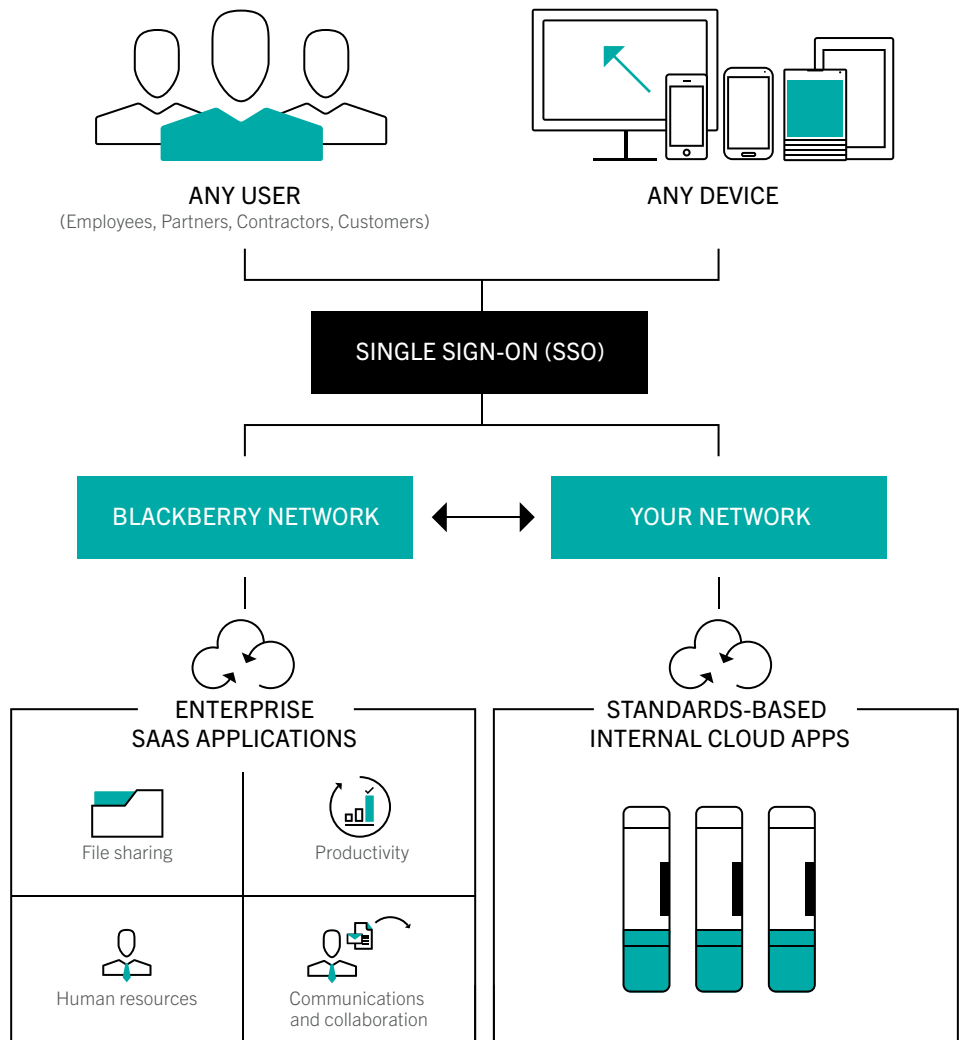 ANY USER
(Employees, Partners, Contractors, Customers)
ANY DEVICE
SINGLE SIGN-ON (SSO)
BLACKBERRY NETWORK
YOUR NETWORK
ENTERPRISE
SAAS APPLICATIONS
File sharing
Productivity
Human resources
Communications
and collaboration
STANDARDS-BASED
INTERNAL CLOUD APPS